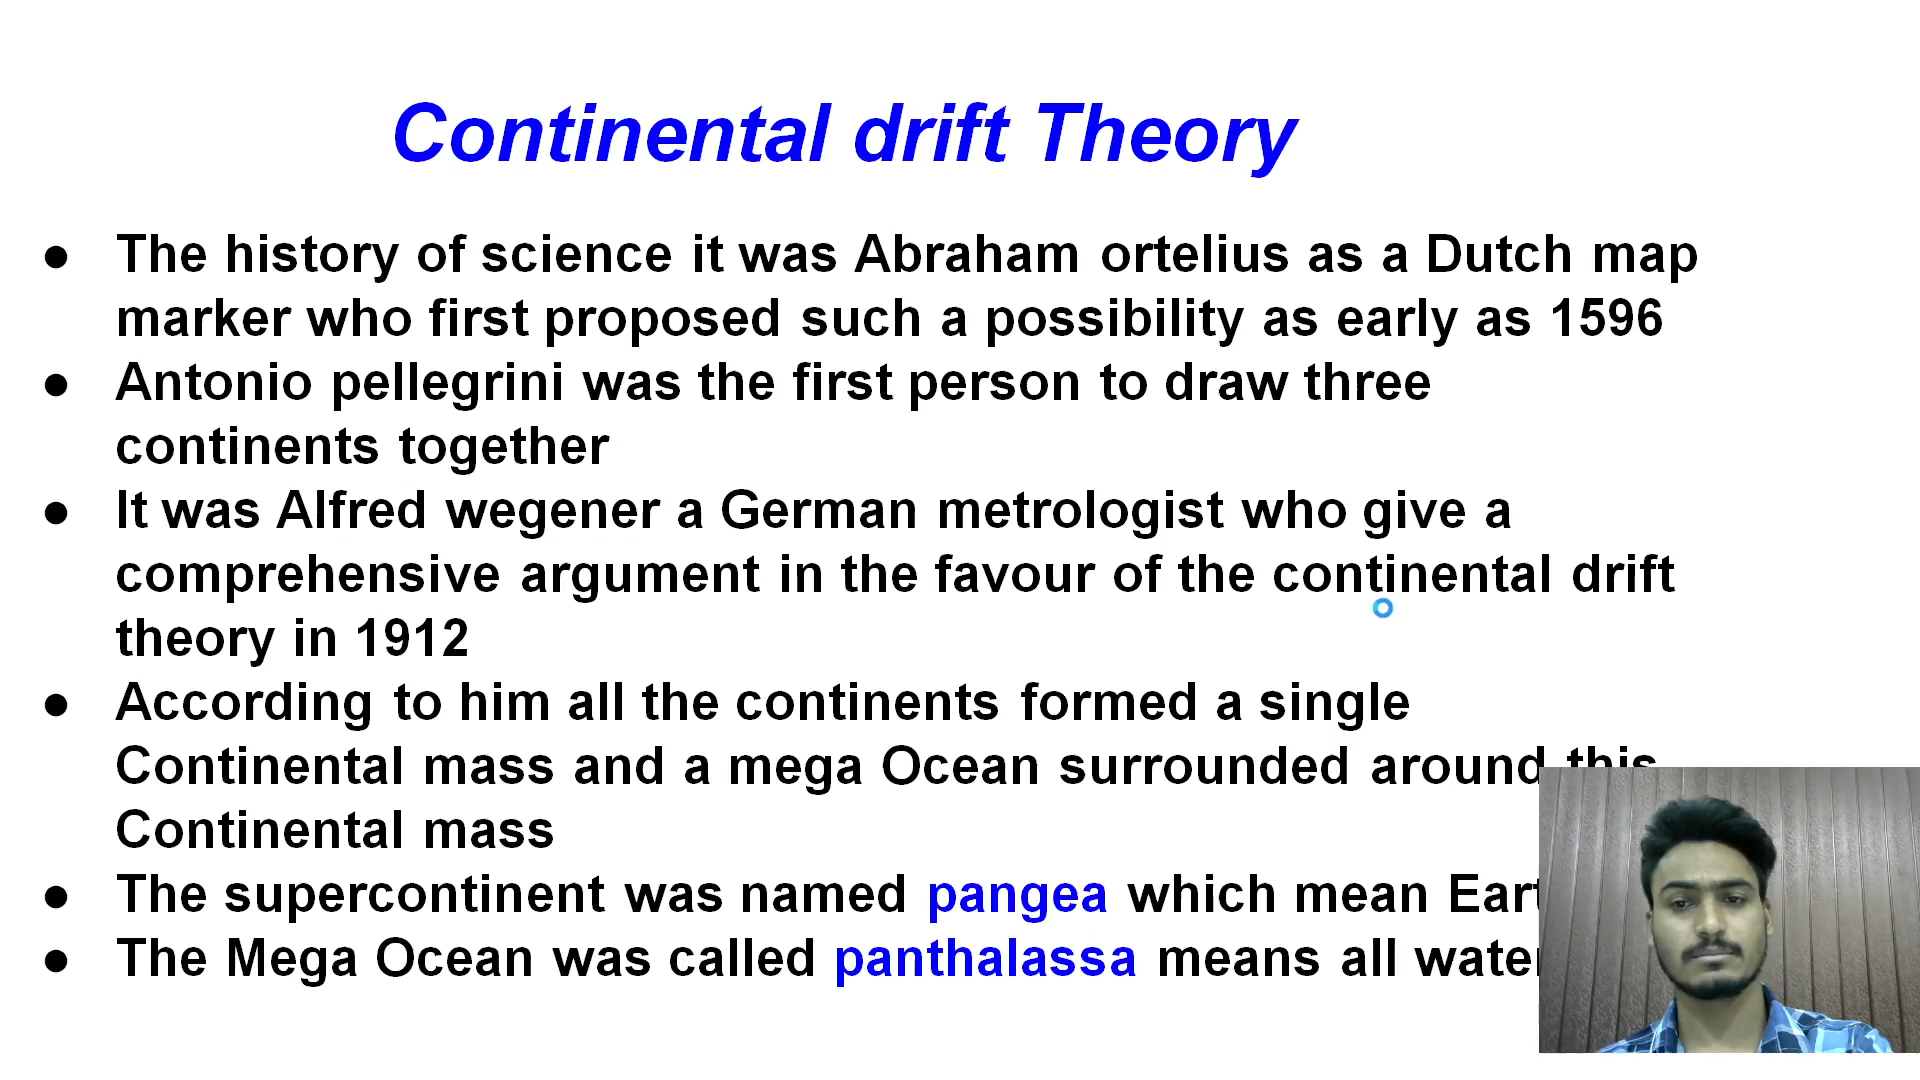 Continental drift Theory
● The history of science it was Abraham ortelius as a Dutch map
marker who first proposed such a possibility as early as 1596
● Antonio pellegrini was the first person to draw three
continents together
● It was Alfred wegener a German metrologist who give a
comprehensive argument in the favour of the continental drift
theory in 1912
● According to him all the continents formed a single
Continental mass and a mega Ocean surrounded around this
Continental mass
● The supercontinent was named pangea which mean
● The Mega Ocean was called panthalassa means all